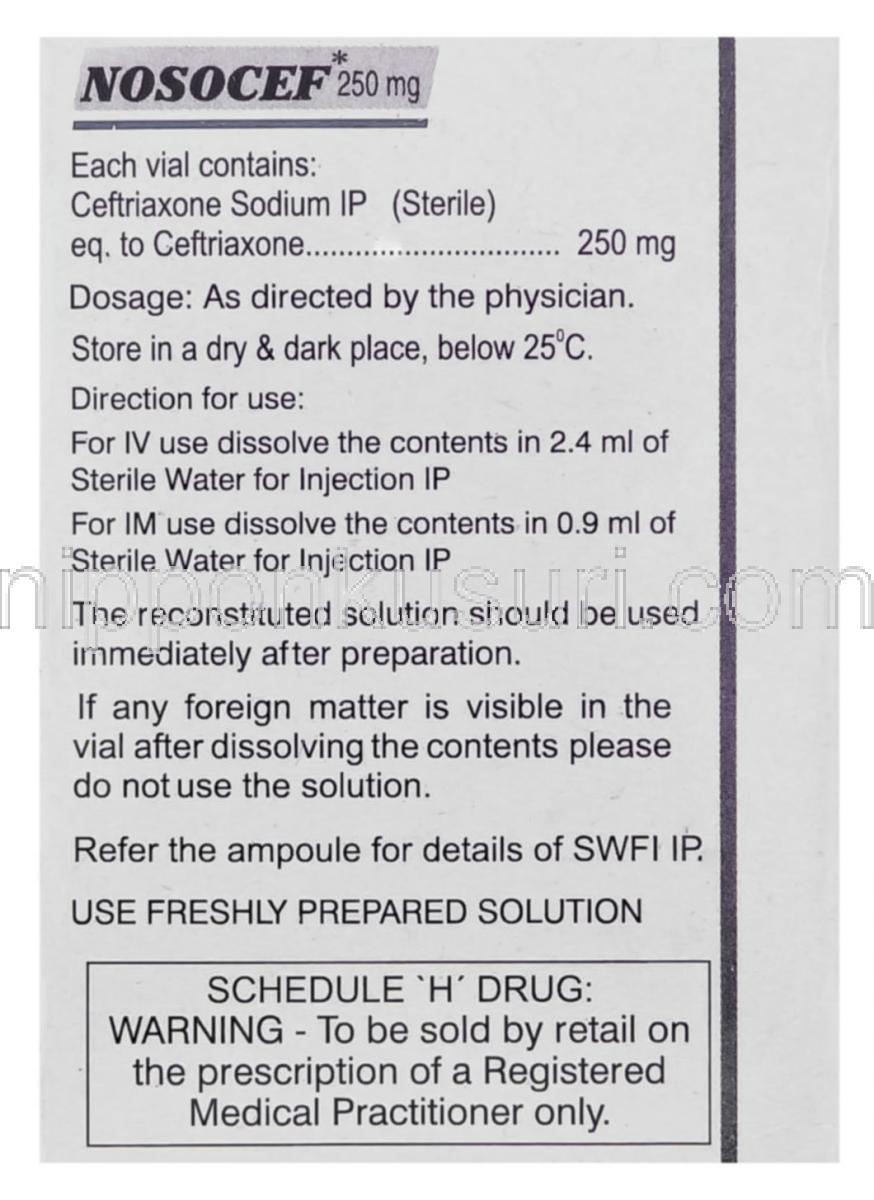 NOSOCEF* 250 mg
Each vial contains:
Ceftriaxone Sodium IP (Sterile)
eq. to Ceftriaxone............................... 250 mg
Dosage: As directed by the physician.
Store in a dry & dark place, below 25⁰C.
Direction for use:
For IV use dissolve the contents in 2.4 ml of
Sterile Water for Injection IP
For IM use dissolve the contents in 0.9 ml of
Sterile Water for Injection IP
nipponkusuri.com
The reconstituted solution should be used
immediately after preparation.
If any foreign matter is visible in the
vial after dissolving the contents please
do not use the solution.
Refer the ampoule for details of SWFI IP.
USE FRESHLY PREPARED SOLUTION
SCHEDULE `H´ DRUG:
WARNING - To be sold by retail on
the prescription of a Registered
Medical Practitioner only.